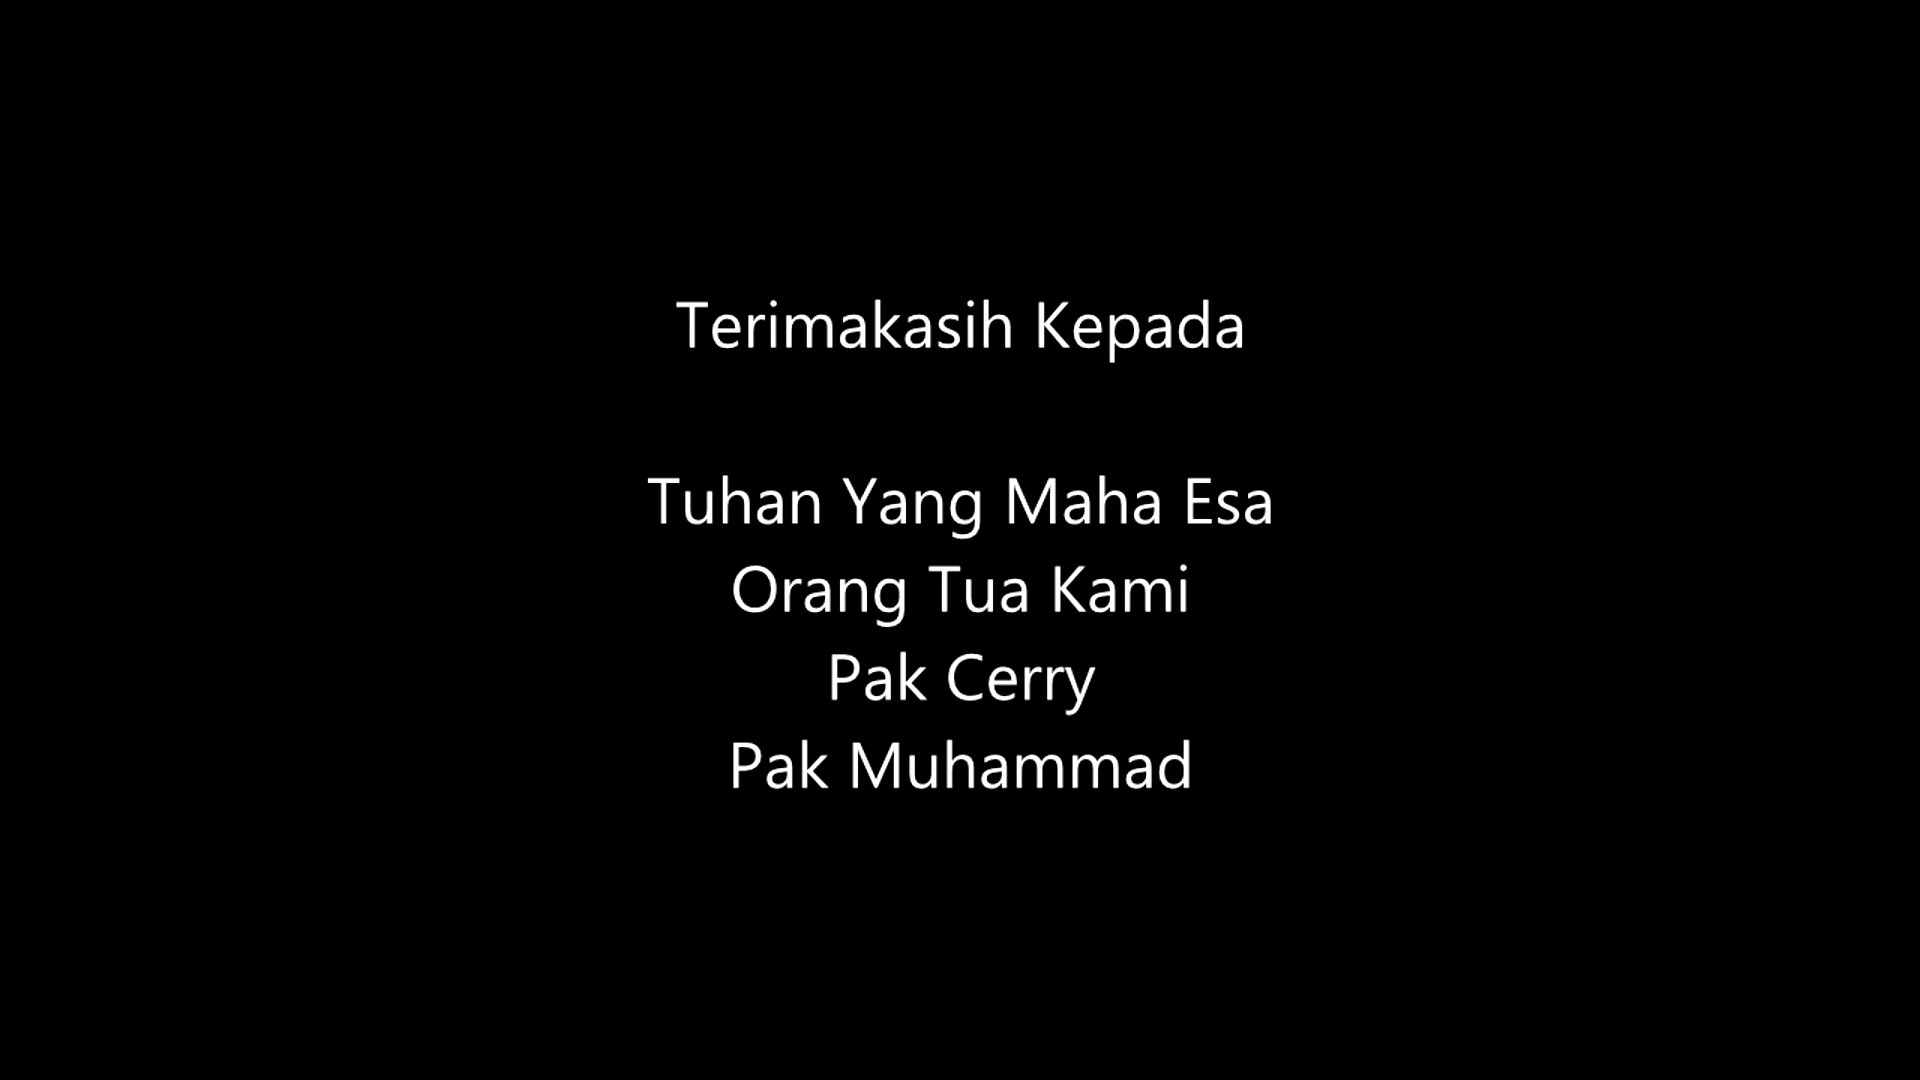 Terimakasih Kepada
Tuhan Yang Maha Esa
Orang Tua Kami
Pak Cerry
Pak Muhammad